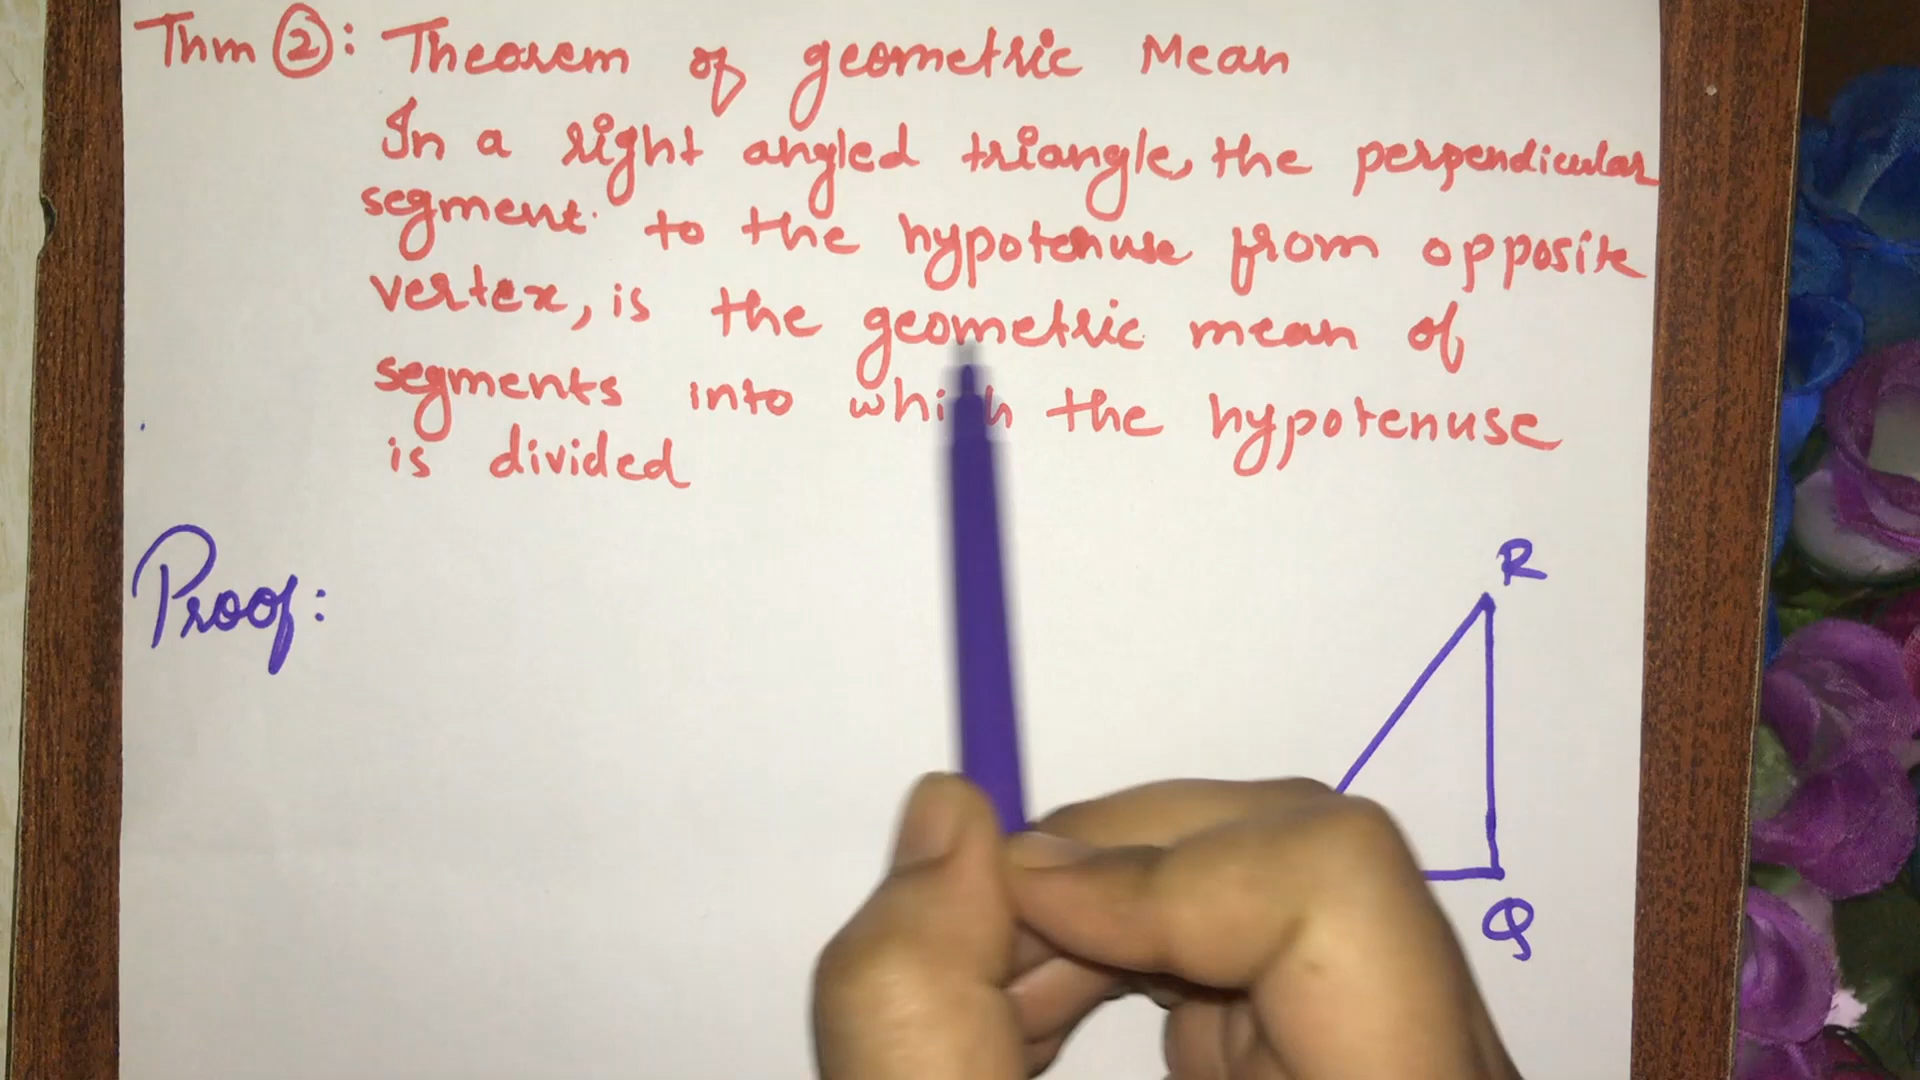 Thm ②: Theorem of geometric Mean
In a right angled triangle, the perpendicular
segment to the hypotenuse from opposite
vertex, is the geometric mean of
segments into which the hypotenuse
is divided
Proof:
R
Q